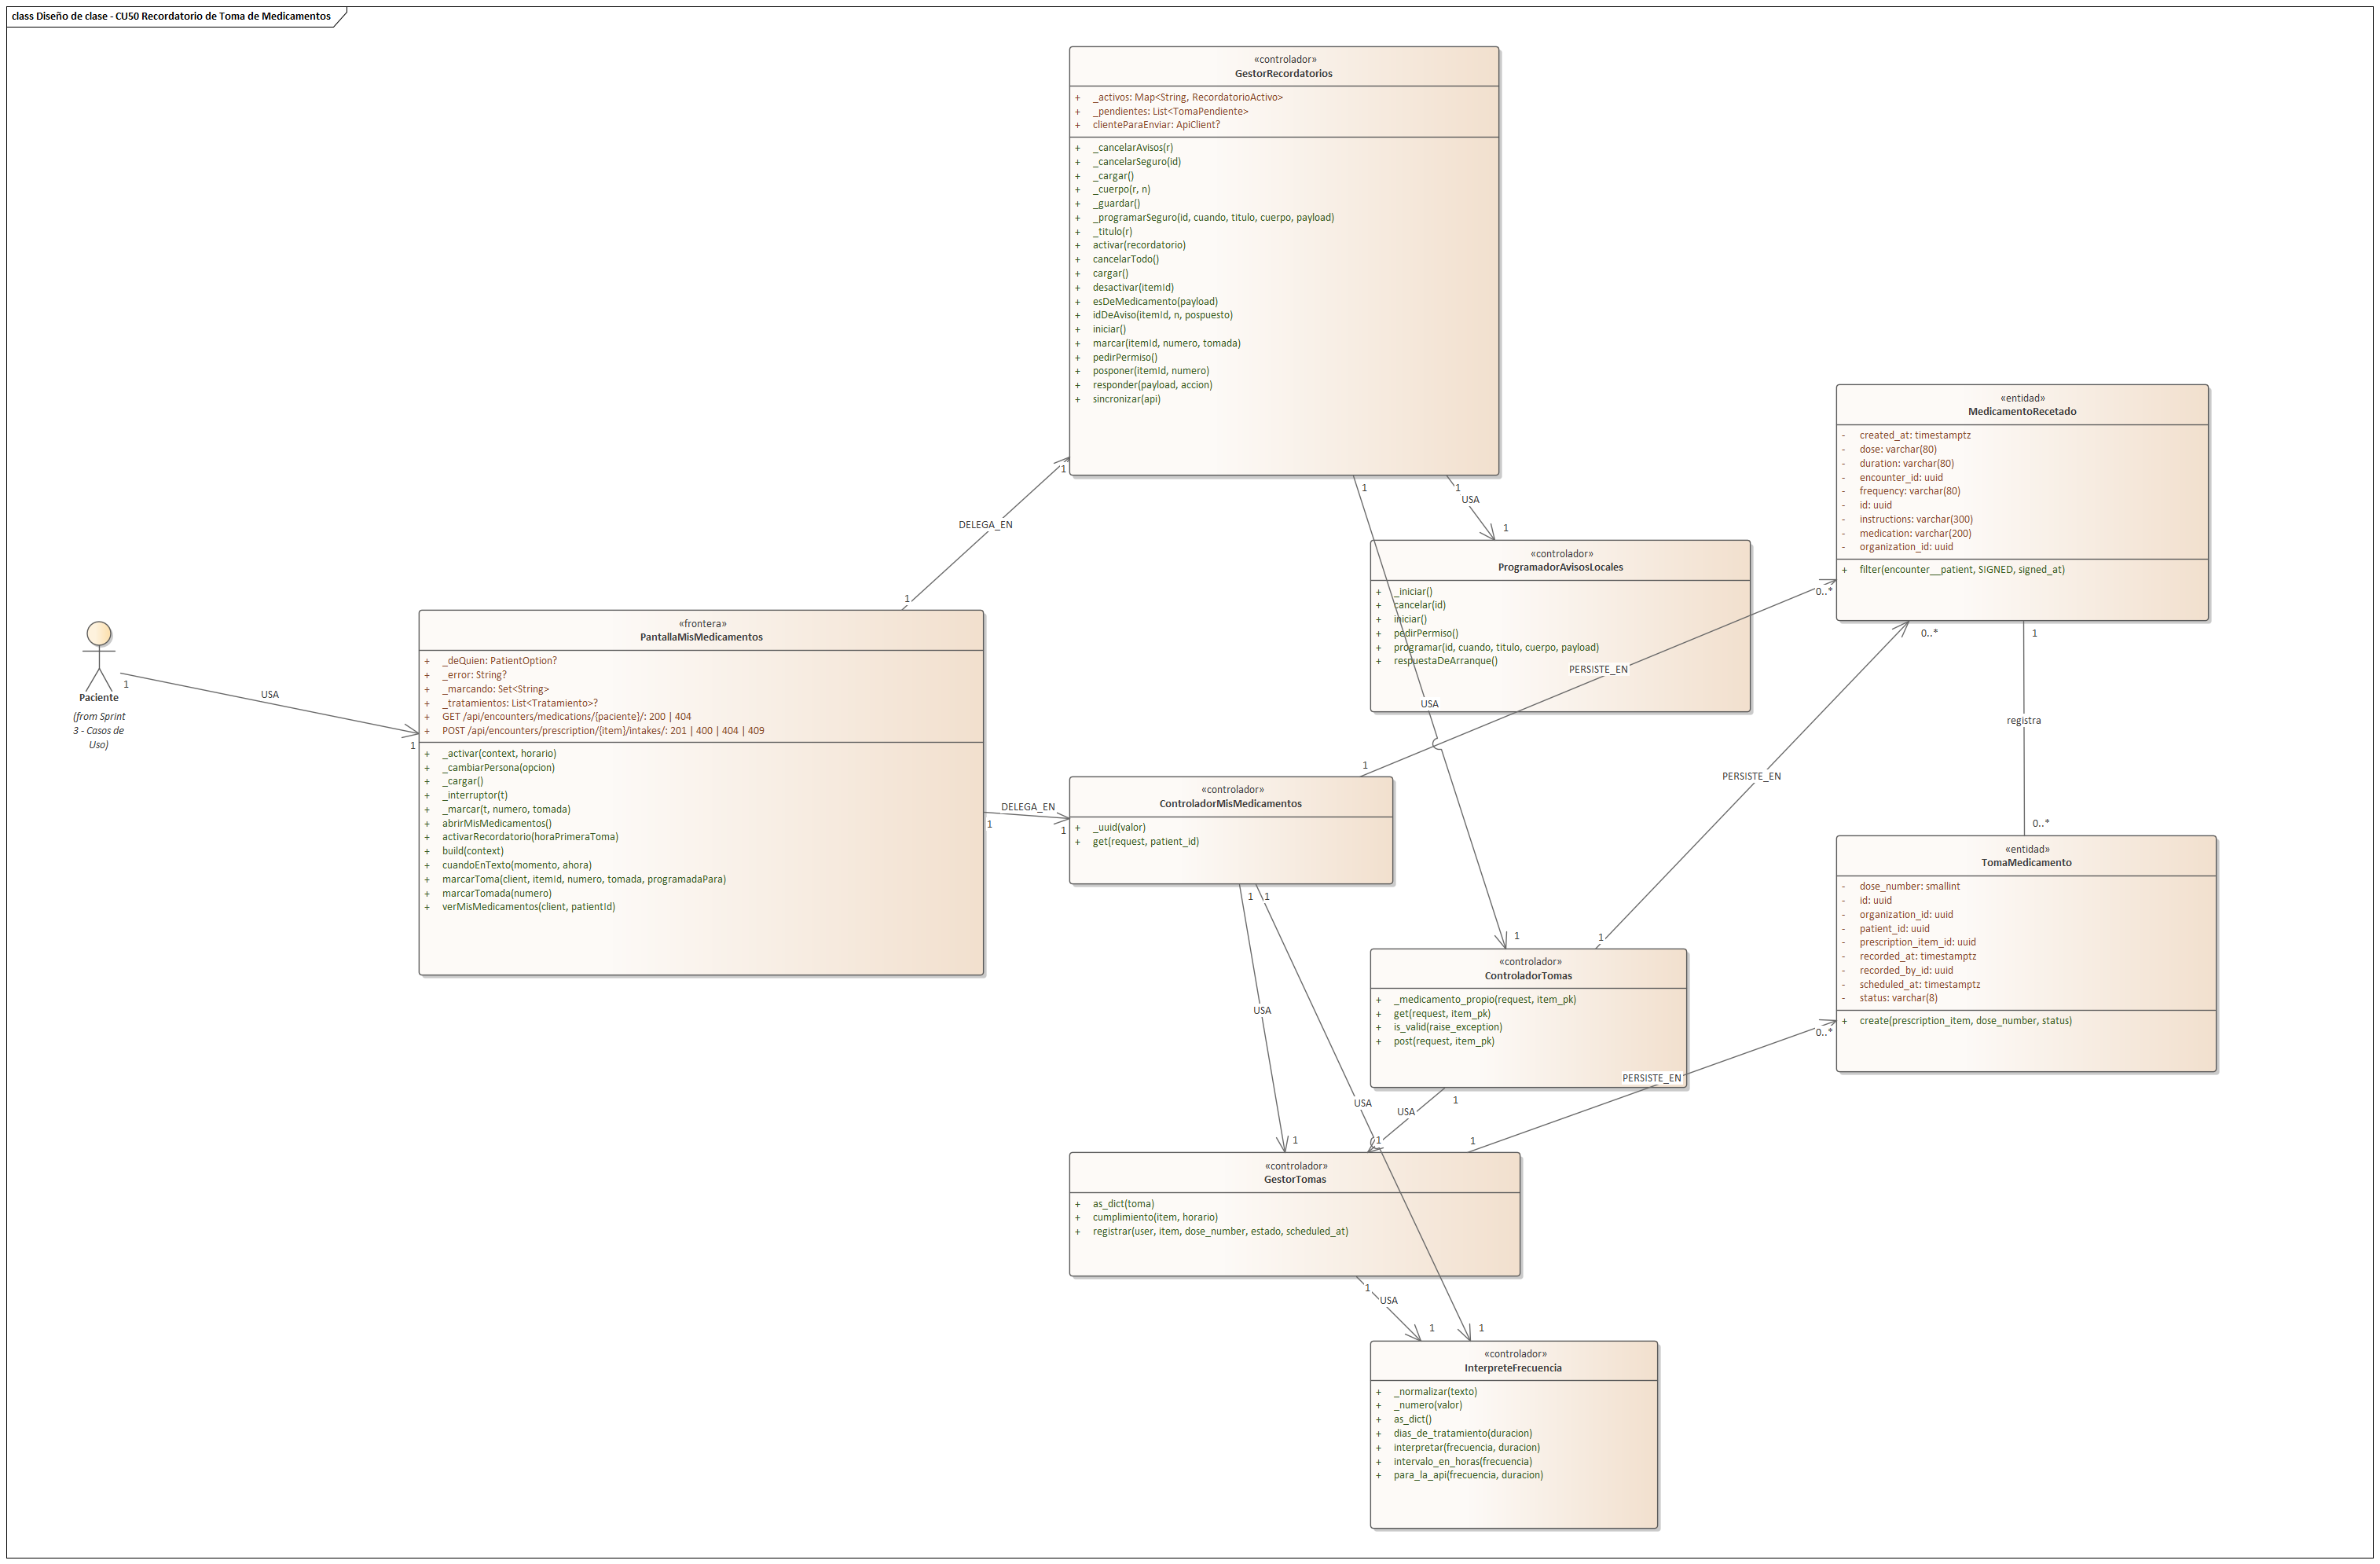 class Diseño de clase - CU50 Recordatorio de Toma de Medicamentos
«controlador»
GestorRecordatorios
+ _activos: Map<String, RecordatorioActivo>
+ _pendientes: List<TomaPendiente>
+ clienteParaEnviar: ApiClient?
+ _cancelarAvisos(r)
+ _cancelarSeguro(id)
+ _cargar()
+ _cuerpo(r, n)
+ _guardar()
+ _programarSeguro(id, cuando, titulo, cuerpo, payload)
+ _titulo(r)
+ activar(recordatorio)
+ cancelarTodo()
+ cargar()
+ desactivar(itemId)
+ esDeMedicamento(payload)
+ idDeAviso(itemId, n, pospuesto)
+ iniciar()
+ marcar(itemId, numero, tomada)
+ pedirPermiso()
+ posponer(itemId, numero)
+ responder(payload, accion)
+ sincronizar(api)
1
DELEGA_EN
1
1
1
USA
1
«controlador»
ProgramadorAvisosLocales
+ _iniciar()
+ cancelar(id)
+ iniciar()
+ pedirPermiso()
+ programar(id, cuando, titulo, cuerpo, payload)
+ respuestaDeArranque()
USA
PERSISTE_EN
«entidad»
MedicamentoRecetado
- created_at: timestamptz
- dose: varchar(80)
- duration: varchar(80)
- encounter_id: uuid
- frequency: varchar(80)
- id: uuid
- instructions: varchar(300)
- medication: varchar(200)
- organization_id: uuid
+ filter(encounter__patient, SIGNED, signed_at)
0..*
0..*
1
registra
0..*
PERSISTE_EN
Paciente
(from Sprint
3 - Casos de
Uso)
1
USA
1
«frontera»
PantallaMisMedicamentos
+ _deQuien: PatientOption?
+ _error: String?
+ _marcando: Set<String>
+ _tratamientos: List<Tratamiento>?
+ GET /api/encounters/medications/{paciente}/: 200 | 404
+ POST /api/encounters/prescription/{item}/intakes/: 201 | 400 | 404 | 409
+ _activar(context, horario)
+ _cambiarPersona(opcion)
+ _cargar()
+ _interruptor(t)
+ _marcar(t, numero, tomada)
+ abrirMisMedicamentos()
+ activarRecordatorio(horaPrimeraToma)
+ build(context)
+ cuandoEnTexto(momento, ahora)
+ marcarToma(client, itemId, numero, tomada, programadaPara)
+ marcarTomada(numero)
+ verMisMedicamentos(client, patientId)
1
DELEGA_EN
1
1
«controlador»
ControladorMisMedicamentos
+ _uuid(valor)
+ get(request, patient_id)
1
1
USA
USA
«entidad»
TomaMedicamento
- dose_number: smallint
- id: uuid
- organization_id: uuid
- patient_id: uuid
- prescription_item_id: uuid
- recorded_at: timestamptz
- recorded_by_id: uuid
- scheduled_at: timestamptz
- status: varchar(8)
+ create(prescription_item, dose_number, status)
0..*
1
1
«controlador»
ControladorTomas
+ _medicamento_propio(request, item_pk)
+ get(request, item_pk)
+ is_valid(raise_exception)
+ post(request, item_pk)
PERSISTE_EN
1
USA
1
1
1
«controlador»
GestorTomas
+ as_dict(toma)
+ cumplimiento(item, horario)
+ registrar(user, item, dose_number, estado, scheduled_at)
1
USA
1
1
«controlador»
InterpreteFrecuencia
+ _normalizar(texto)
+ _numero(valor)
+ as_dict()
+ dias_de_tratamiento(duracion)
+ interpretar(frecuencia, duracion)
+ intervalo_en_horas(frecuencia)
+ para_la_api(frecuencia, duracion)